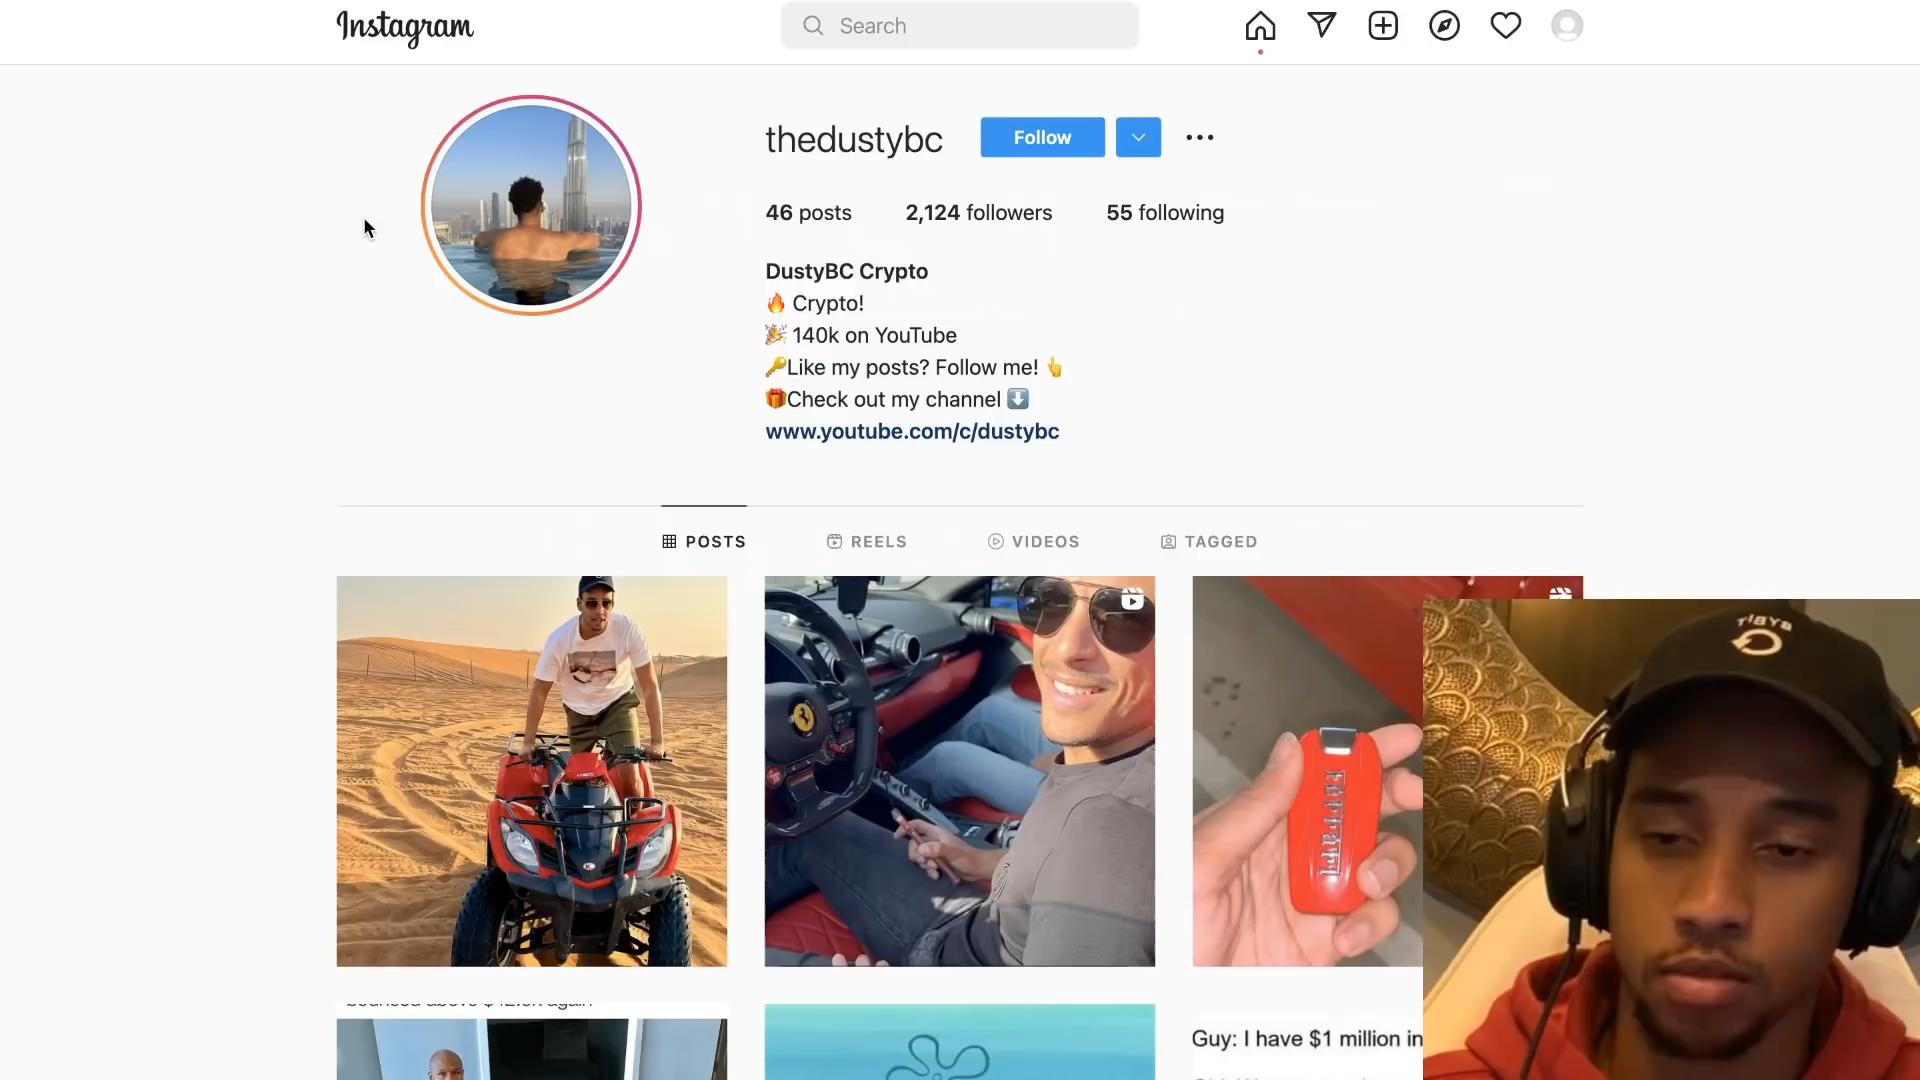 Instagram
Search
thedustybc
Follow
46 posts
2,124 followers
55 following
DustyBC Crypto
🔥 Crypto!
🎉 140k on YouTube
🔑Like my posts? Follow me! 👆
🎁Check out my channel ⬇️
www.youtube.com/c/dustybc
POSTS
REELS
VIDEOS
TAGGED
Ferrari
Guy: I have $1 million in